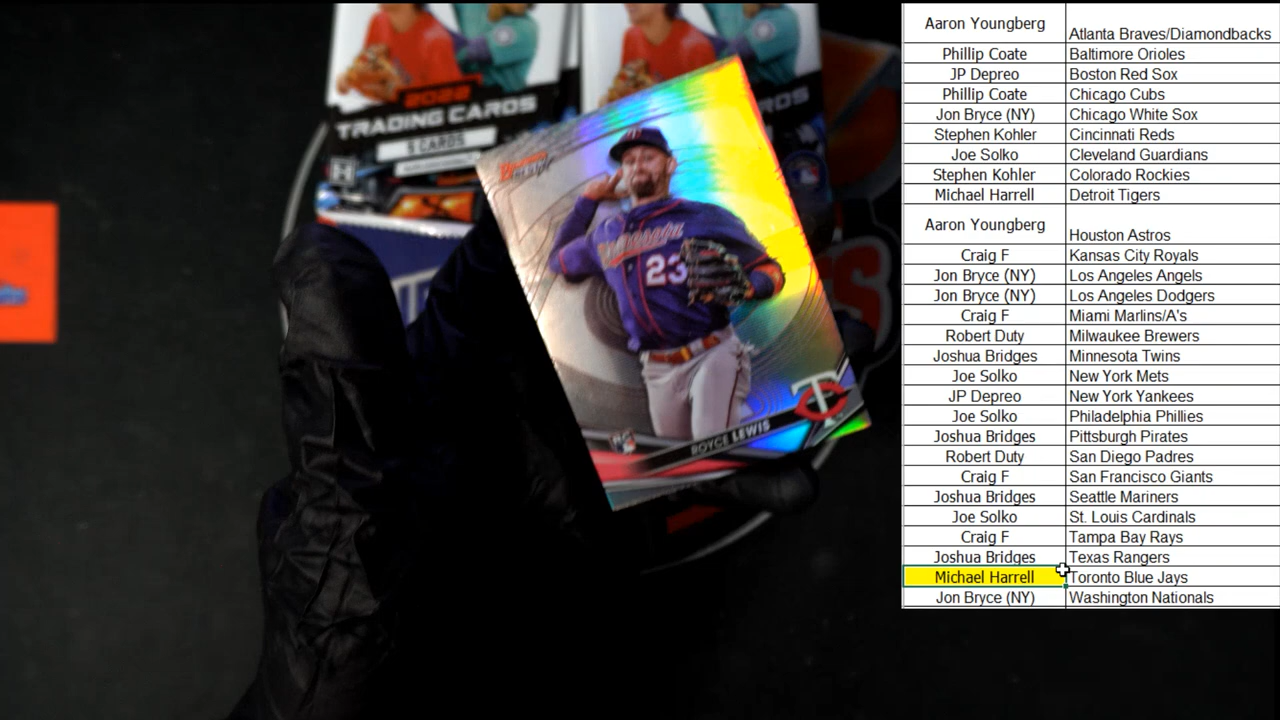 2022
TRADING CARDS
5 CARDS
H
Bowman's
Best
Minnesota
23
RC
ROYCE LEWIS
TC
Aaron Youngberg Atlanta Braves/Diamondbacks
Phillip Coate Baltimore Orioles
JP Depreo Boston Red Sox
Phillip Coate Chicago Cubs
Jon Bryce (NY) Chicago White Sox
Stephen Kohler Cincinnati Reds
Joe Solko Cleveland Guardians
Stephen Kohler Colorado Rockies
Michael Harrell Detroit Tigers
Aaron Youngberg Houston Astros
Craig F Kansas City Royals
Jon Bryce (NY) Los Angeles Angels
Jon Bryce (NY) Los Angeles Dodgers
Craig F Miami Marlins/A's
Robert Duty Milwaukee Brewers
Joshua Bridges Minnesota Twins
Joe Solko New York Mets
JP Depreo New York Yankees
Joe Solko Philadelphia Phillies
Joshua Bridges Pittsburgh Pirates
Robert Duty San Diego Padres
Craig F San Francisco Giants
Joshua Bridges Seattle Mariners
Joe Solko St. Louis Cardinals
Craig F Tampa Bay Rays
Joshua Bridges Texas Rangers
Michael Harrell Toronto Blue Jays
Jon Bryce (NY) Washington Nationals